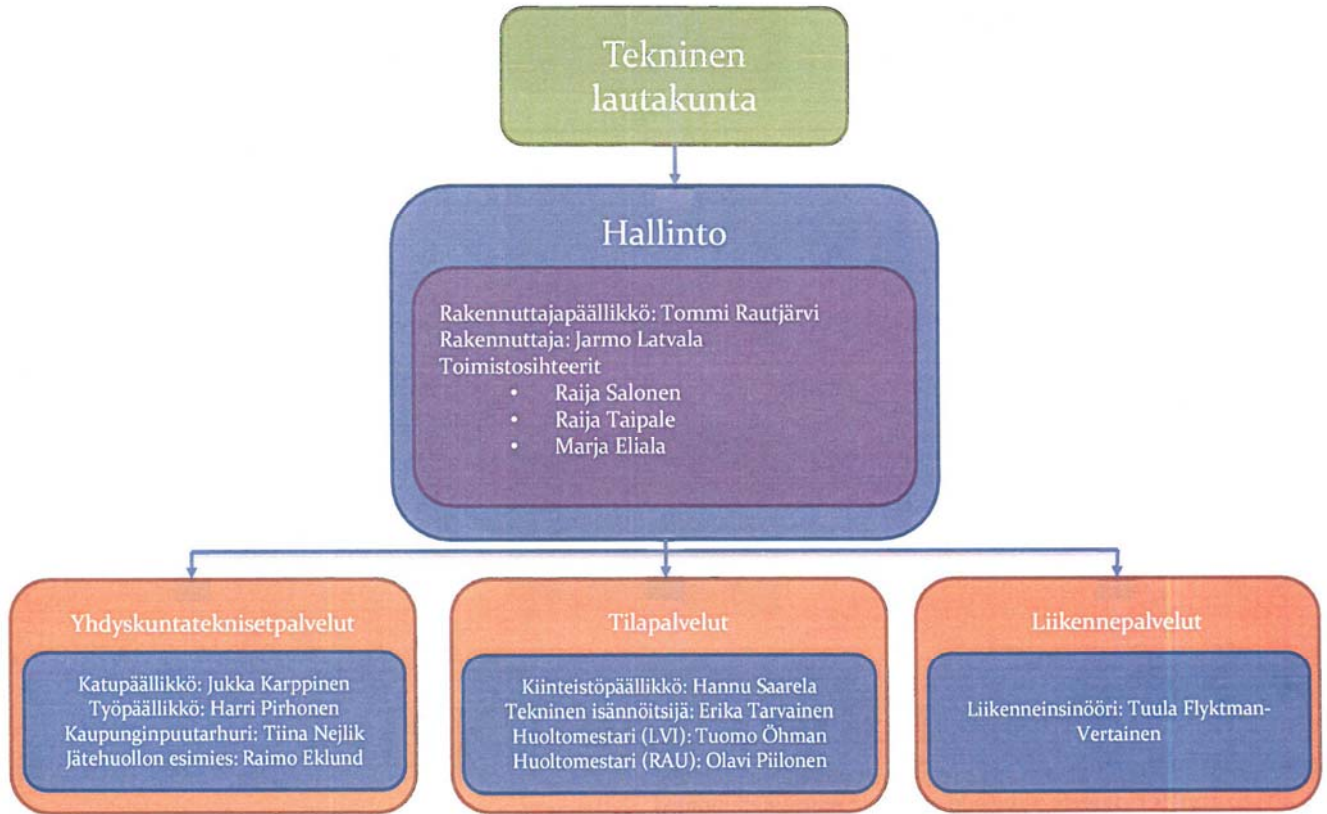 Tekninen
lautakunta
Hallinto
Rakennuttajapäällikkö: Tommi Rautjärvi
Rakennuttaja: Jarmo Latvala
Toimistosihteerit
• Raija Salonen
• Raija Taipale
• Marja Eliala
Yhdyskuntateknisetpalvelut
Katupäällikkö: Jukka Karppinen
Työpäällikkö: Harri Pirhonen
Kaupunginpuutarhuri: Tiina Nejlik
Jätehuollon esimies: Raimo Eklund
Tilapalvelut
Kiinteistöpäällikkö: Hannu Saarela
Tekninen isännöitsijä: Erika Tarvainen
Huoltomestari (LVI): Tuomo Öhman
Huoltomestari (RAU): Olavi Piilonen
Liikennepalvelut
Liikenneinsinööri: Tuula Flyktman-
Vertainen